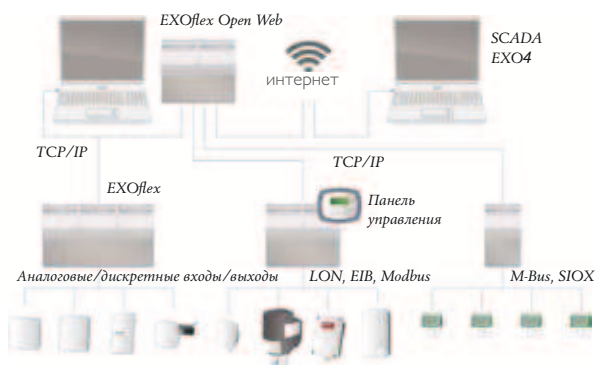 EXOflex Open Web
SCADA
EXO4
интернет
TCP/IP
TCP/IP
EXOflex
Панель
управления
Аналоговые/дискретные входы/выходы
LON, EIB, Modbus
M-Bus, SIOX